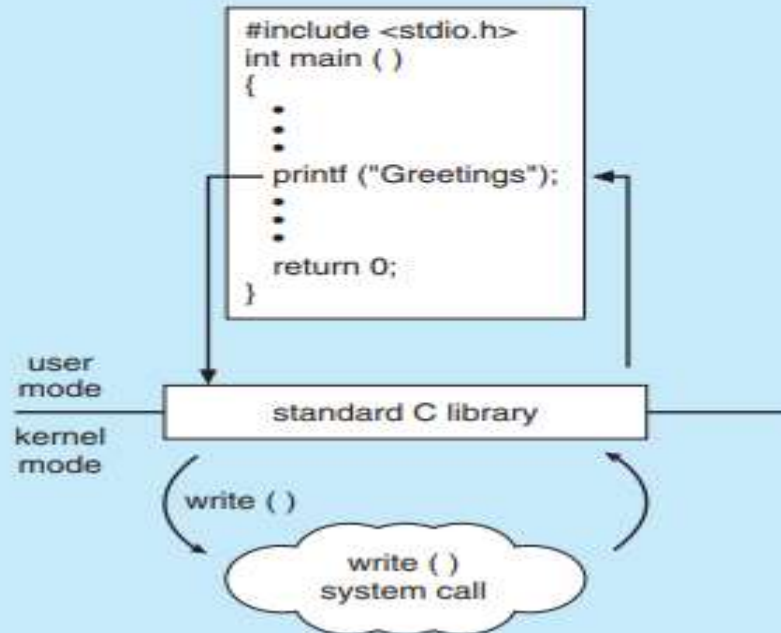 #include <stdio.h>
int main ( )
{
•
•
•
printf ("Greetings");
•
•
•
return 0;
}
user
mode
standard C library
kernel
mode
write ( )
write ( )
system call